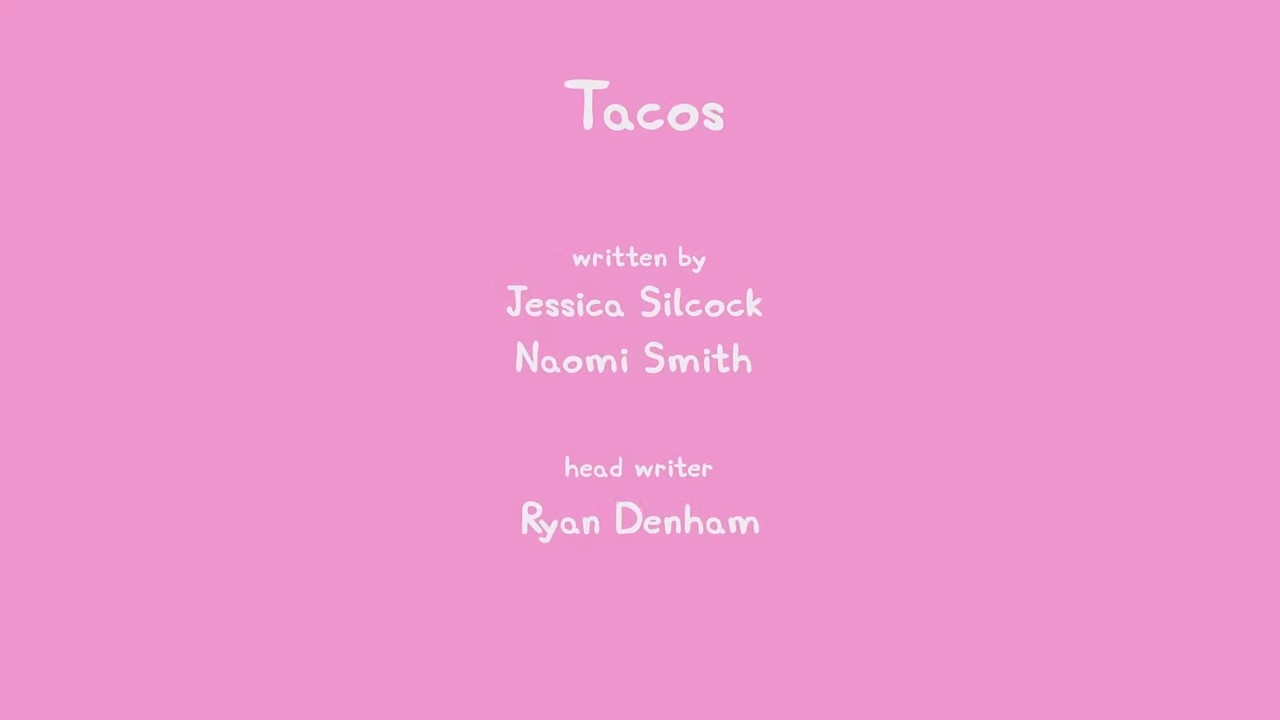 Tacos
written by
Jessica Silcock
Naomi Smith
head writer
Ryan Denham